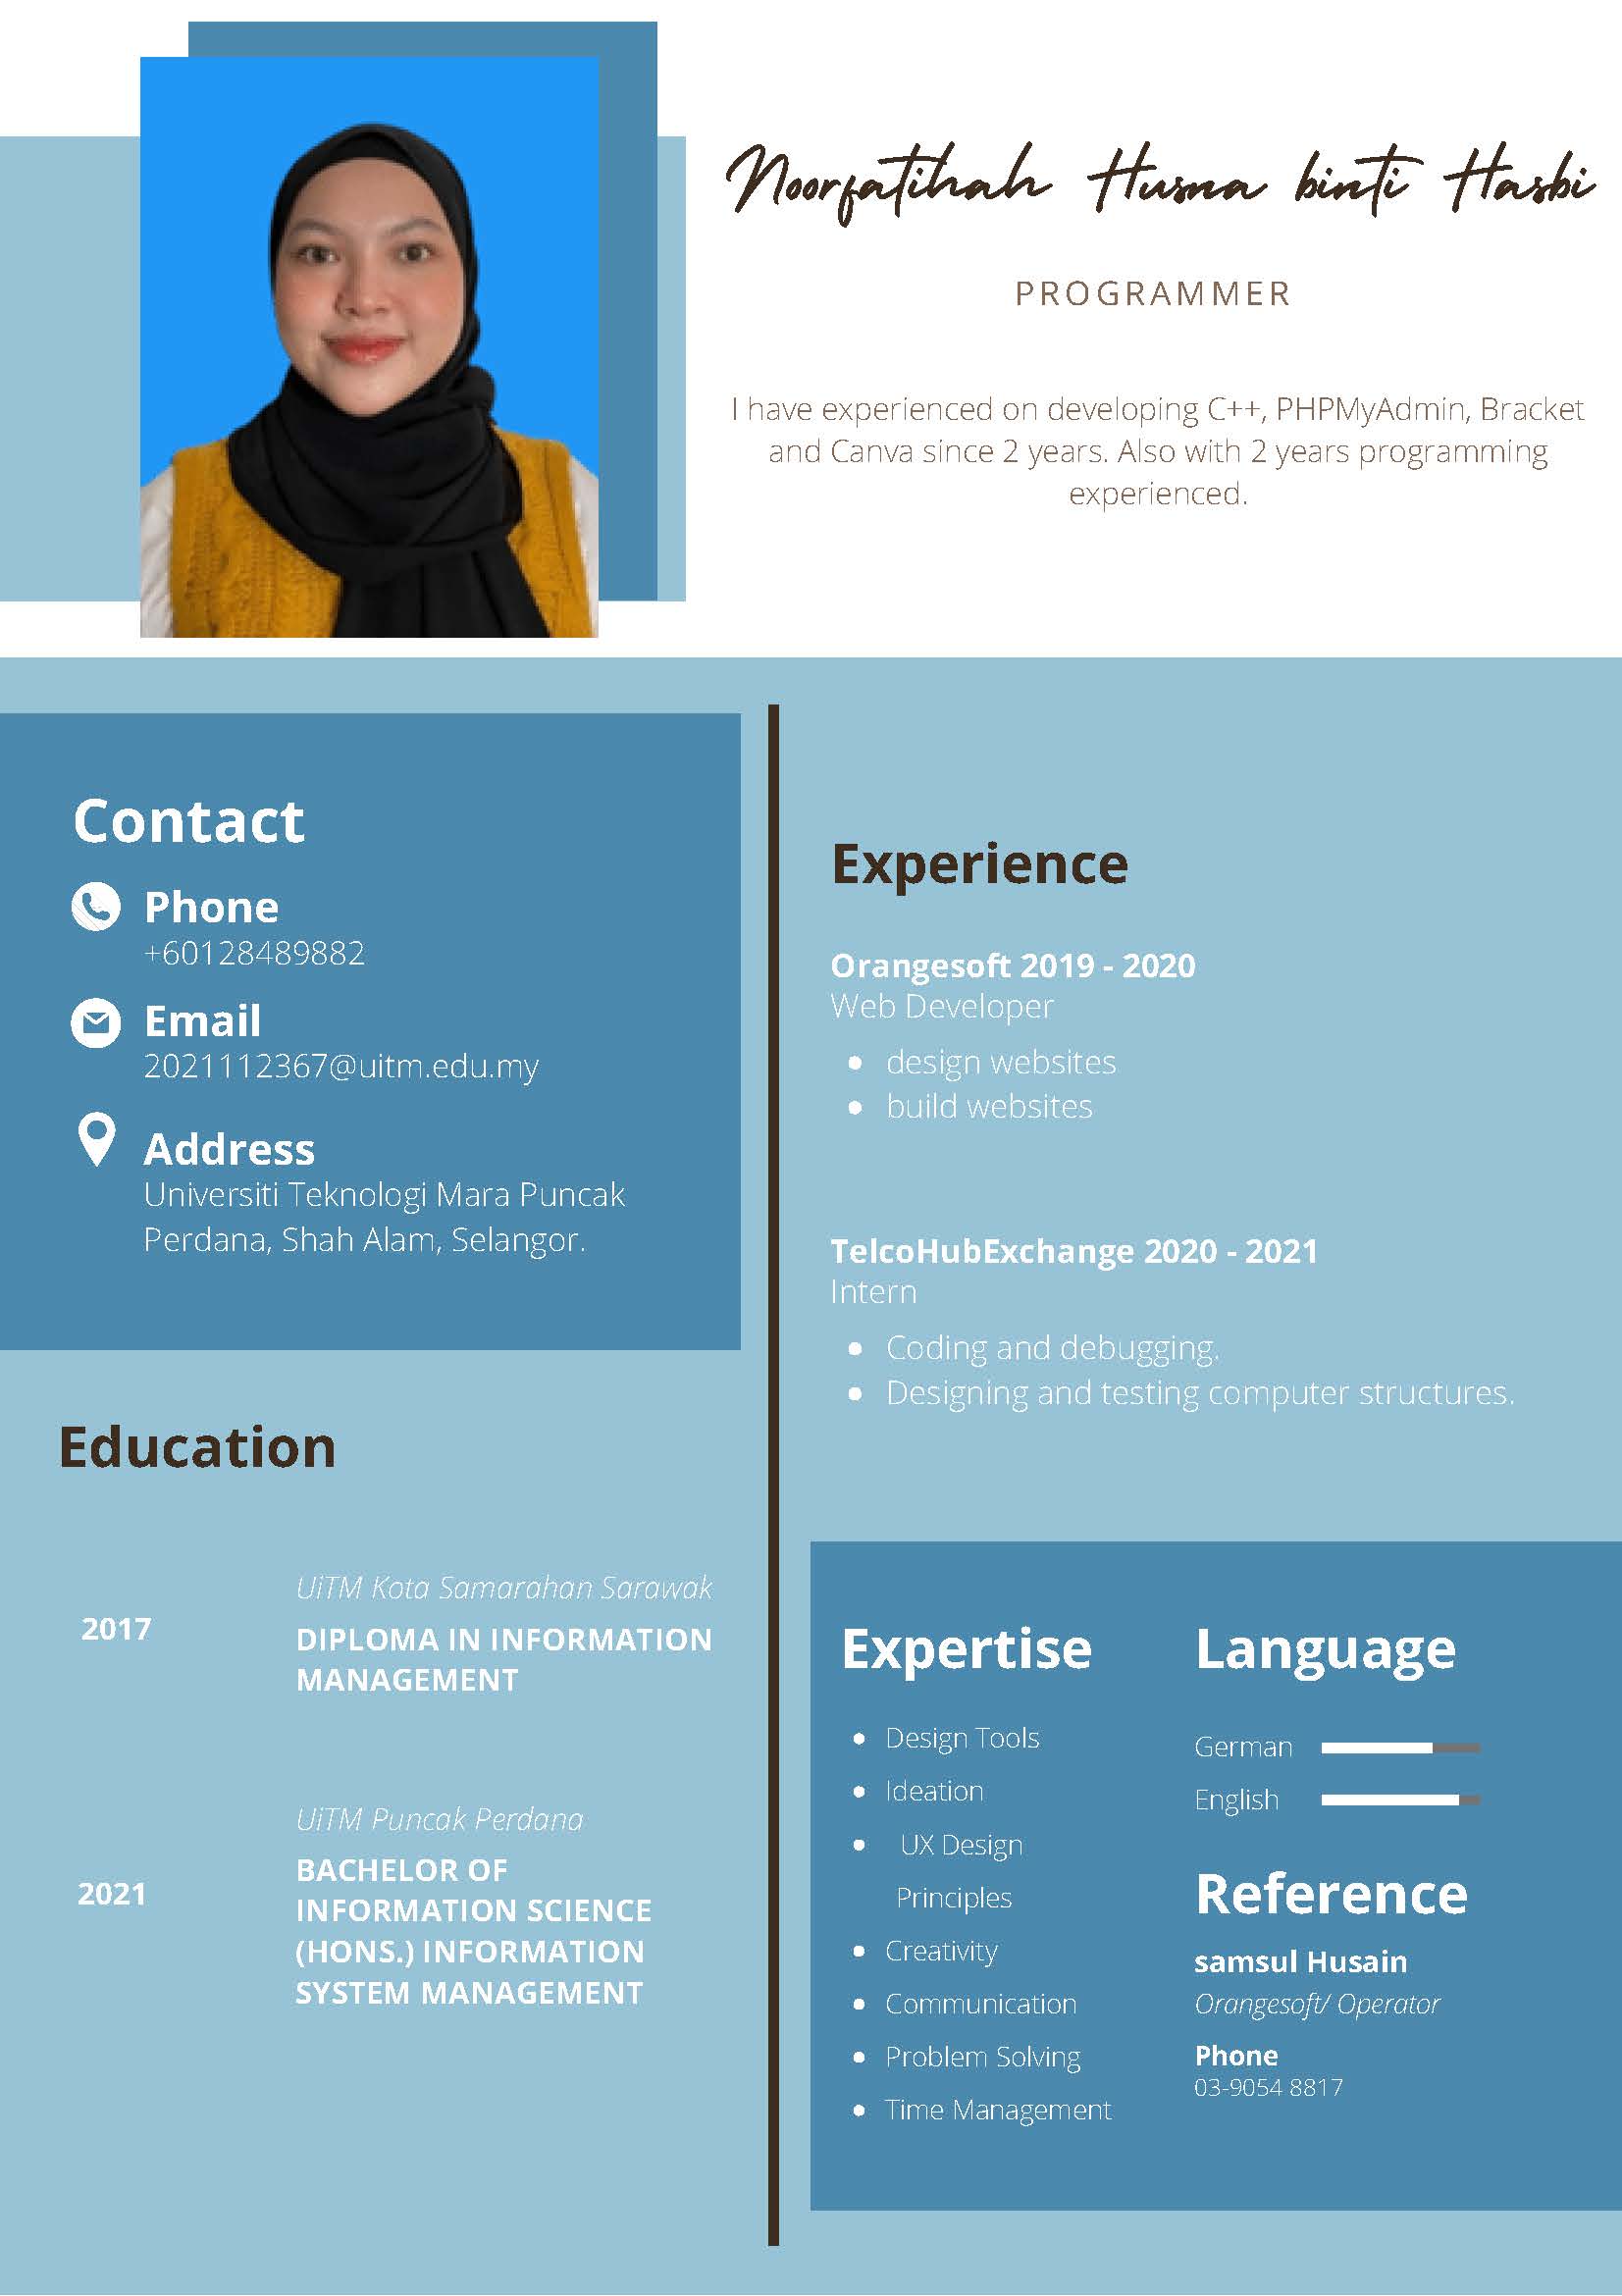 Noorfatihah Husna binti Hasbi
PROGRAMMER
I have experienced on developing C++, PHPMyAdmin, Bracket
and Canva since 2 years. Also with 2 years programming
experienced.
Contact
Phone
+60128489882
Email
2021112367@uitm.edu.my
Address
Universiti Teknologi Mara Puncak
Perdana, Shah Alam, Selangor.
Education
2017
UiTM Kota Samarahan Sarawak
DIPLOMA IN INFORMATION
MANAGEMENT
2021
UiTM Puncak Perdana
BACHELOR OF
INFORMATION SCIENCE
(HONS.) INFORMATION
SYSTEM MANAGEMENT
Experience
Orangesoft 2019 - 2020
Web Developer
• design websites
• build websites
TelcoHubExchange 2020 - 2021
Intern
• Coding and debugging.
• Designing and testing computer structures.
Expertise
• Design Tools
• Ideation
• UX Design
Principles
• Creativity
• Communication
• Problem Solving
• Time Management
Language
German
English
Reference
samsul Husain
Orangesoft/ Operator
Phone
03-9054 8817